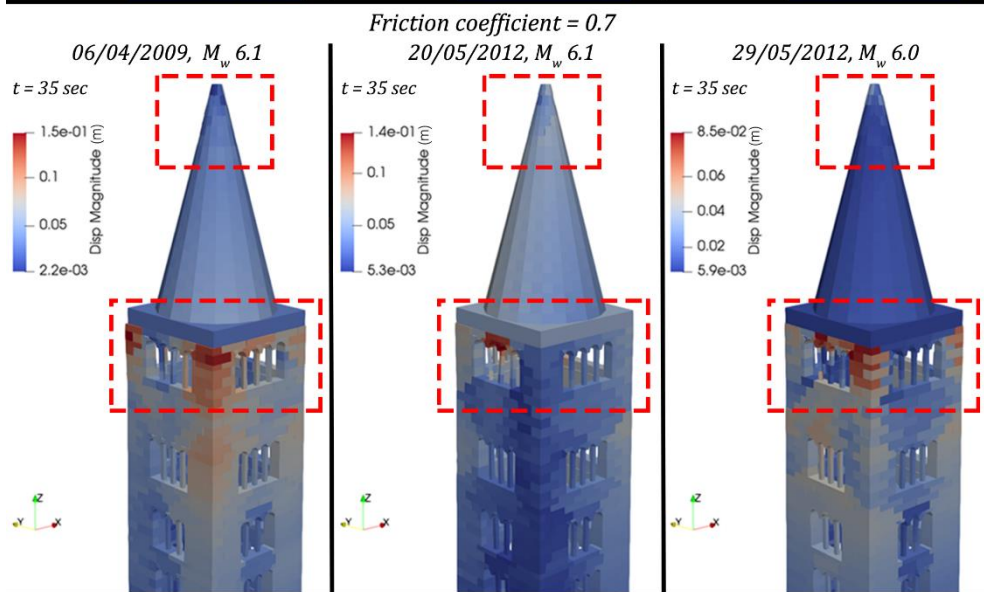 Friction coefficient = 0.7
06/04/2009, M_w 6.1
t = 35 sec
1.5e-01
0.1
0.05
2.2e-03
Disp Magnitude (m)
Z
Y
X
20/05/2012, M_w 6.1
t = 35 sec
1.4e-01
0.1
0.05
5.3e-03
Disp Magnitude (m)
Z
Y
X
29/05/2012, M_w 6.0
t = 35 sec
8.5e-02
0.06
0.04
0.02
5.9e-03
Disp Magnitude (m)
Z
Y
X